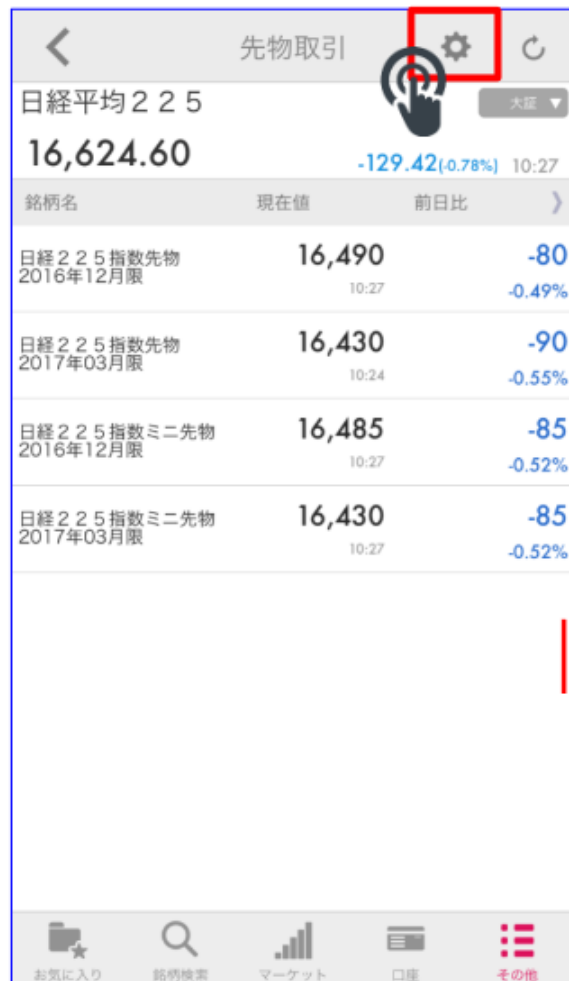 先物取引
日経平均２２５
大証 ▼
16,624.60 -129.42(-0.78%) 10:27
銘柄名 現在値 前日比
日経２２５指数先物
2016年12月限
16,490
10:27
-80
-0.49%
日経２２５指数先物
2017年03月限
16,430
10:24
-90
-0.55%
日経２２５指数ミニ先物
2016年12月限
16,485
10:27
-85
-0.52%
日経２２５指数ミニ先物
2017年03月限
16,430
10:27
-85
-0.52%
お気に入り 銘柄検索 マーケット 口座 その他